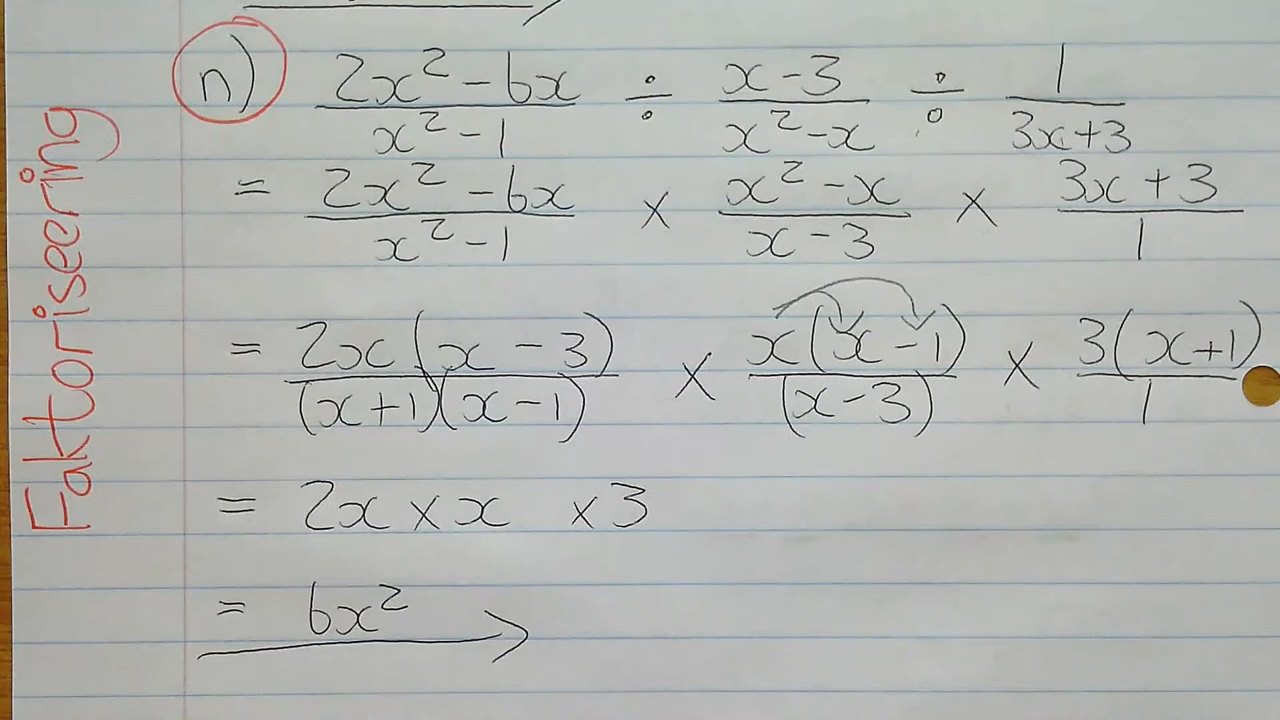 Faktoriseering
n) (2x² - 6x)/(x² - 1) ÷ (x - 3)/(x² - x) ÷ 1/(3x + 3)
= (2x² - 6x)/(x² - 1) × (x² - x)/(x - 3) × (3x + 3)/1
= 2x(x - 3)/((x + 1)(x - 1)) × x(x - 1)/(x - 3) × 3(x + 1)/1
= 2x × x × 3
= 6x²